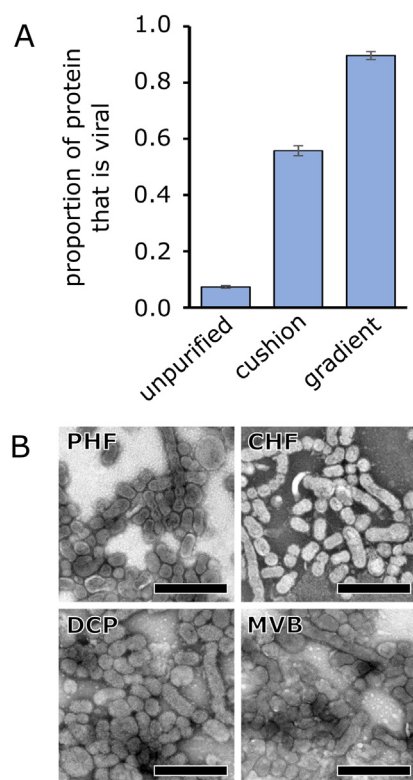 A
proportion of protein
that is viral
1.0
0.8
0.6
0.4
0.2
0.0
unpurified
cushion
gradient
B
PHF
CHF
DCP
MVB